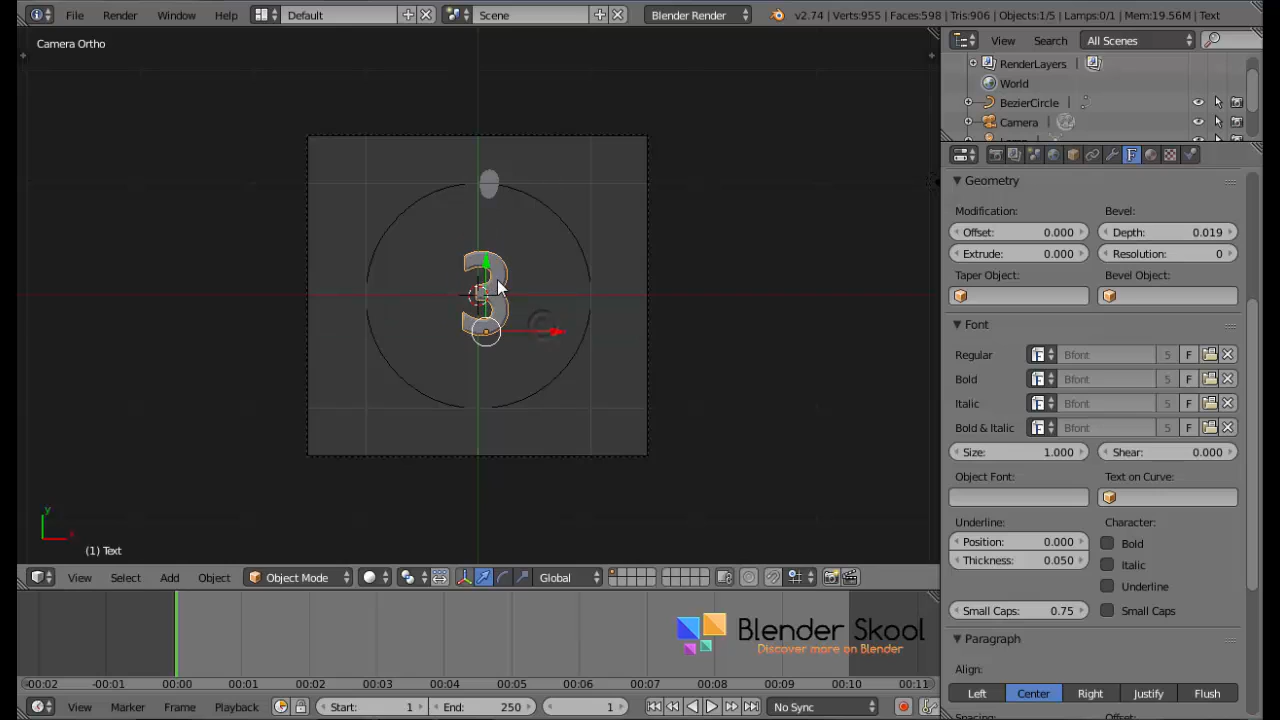 File Render Window Help Default Scene Blender Render v2.74 | Verts:955 | Faces:598 | Tris:906 | Objects:1/5 | Lamps:0/1 | Mem:19.56M | Text
Camera Ortho
View Search All Scenes
RenderLayers
World
BezierCircle
Camera
Geometry
Modification: Bevel:
Offset: 0.000 Depth: 0.019
Extrude: 0.000 Resolution: 0
Taper Object: Bevel Object:
3
Font
Regular Bfont 5 F
Bold Bfont 5 F
Italic Bfont 5 F
Bold & Italic Bfont 5 F
Size: 1.000 Shear: 0.000
Object Font: Text on Curve:
Underline: Character:
Position: 0.000 Bold
Thickness: 0.050 Italic
Underline
Small Caps: 0.75 Small Caps
Paragraph
Align:
Left Center Right Justify Flush
y
x
(1) Text
View Select Add Object Object Mode Global
Blender Skool
Discover more on Blender
-00:02 -00:01 00:00 00:01 00:02 00:03 00:04 00:05 00:06 00:07 00:08 00:09 00:10 00:11
View Marker Frame Playback Start: 1 End: 250 1 No Sync